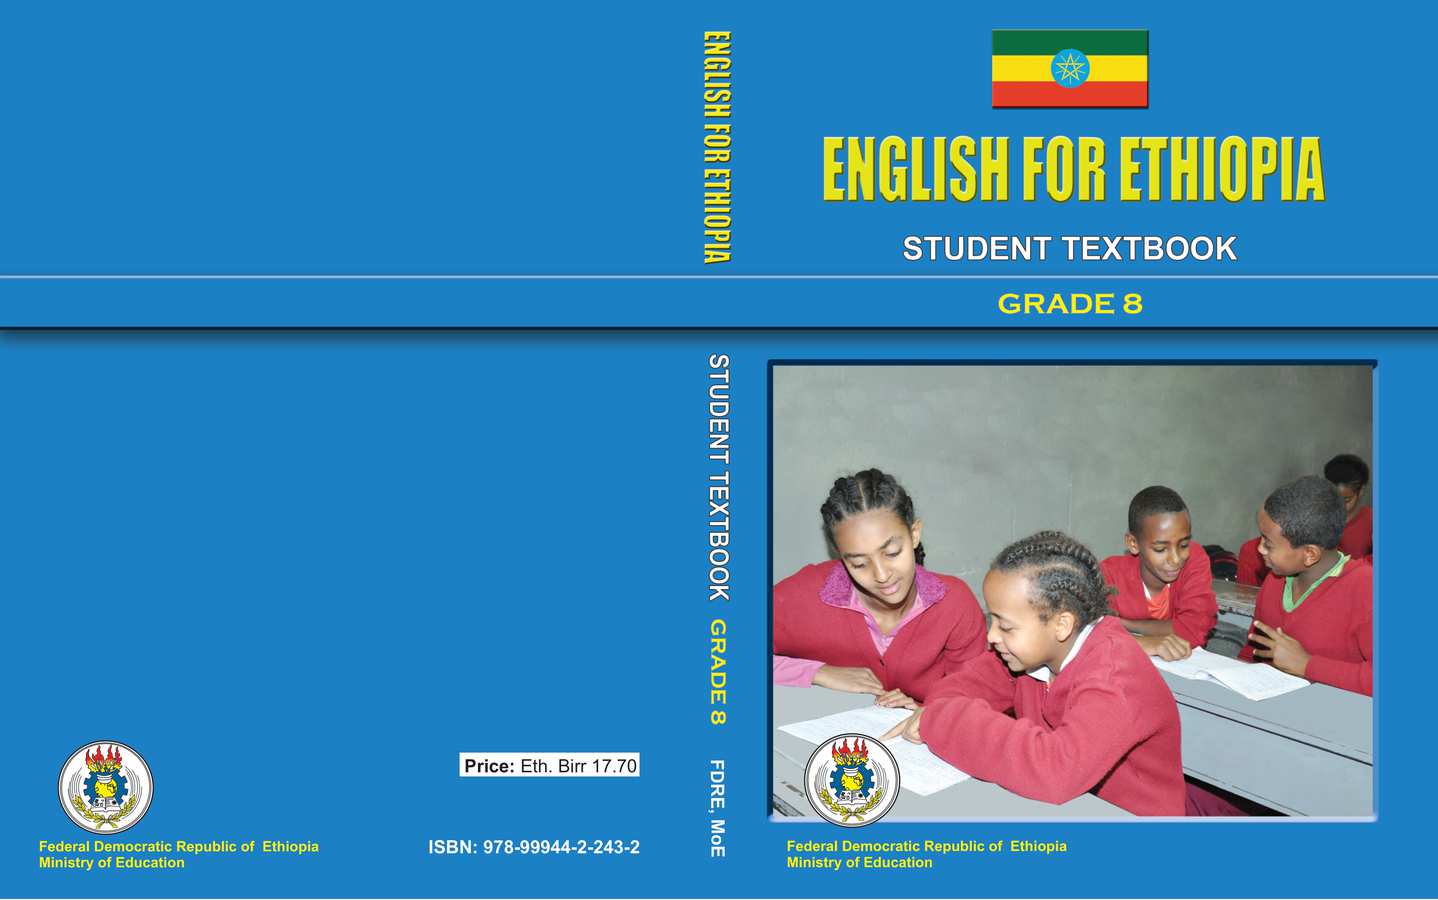 Price: Eth. Birr 17.70
Federal Democratic Republic of Ethiopia
Ministry of Education
ISBN: 978-99944-2-243-2
ENGLISH FOR ETHIOPIA
STUDENT TEXTBOOK
GRADE 8
FDRE, MoE
ENGLISH FOR ETHIOPIA
STUDENT TEXTBOOK
GRADE 8
Federal Democratic Republic of Ethiopia
Ministry of Education